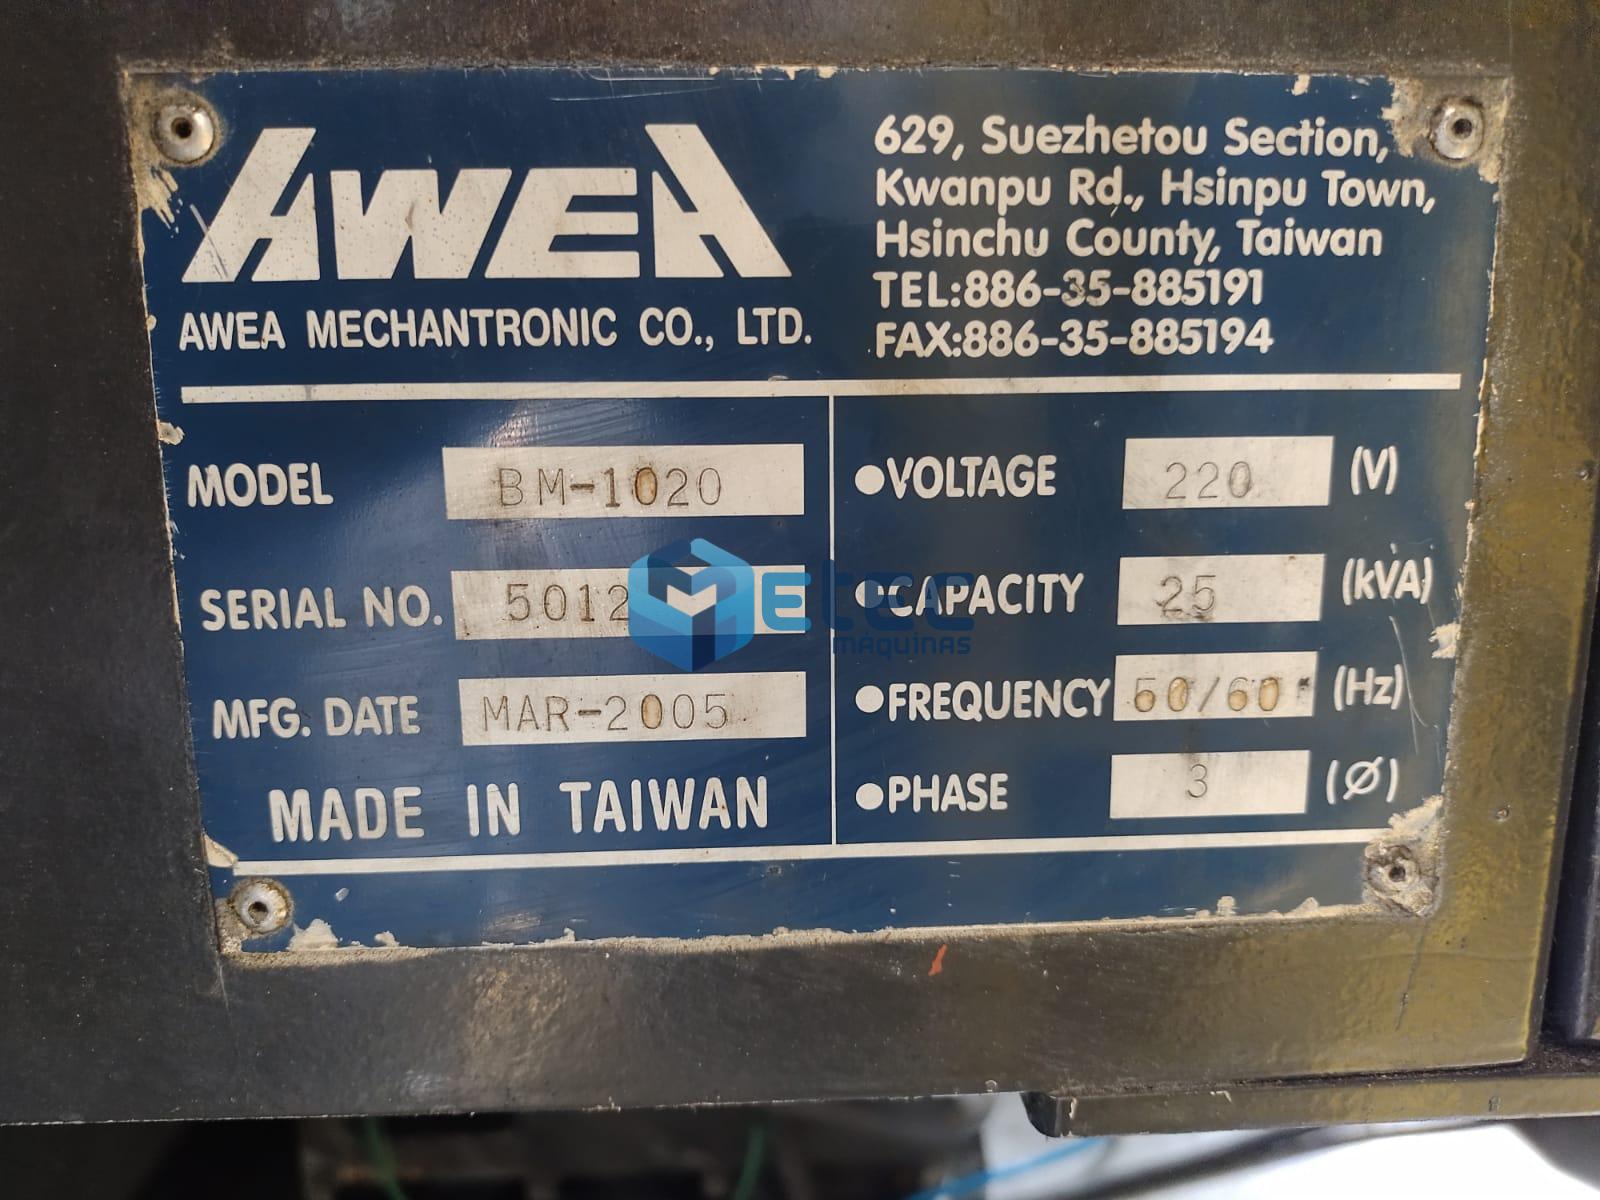 AWEA
AWEA MECHANTRONIC CO., LTD.
629, Suezhetou Section,
Kwanpu Rd., Hsinpu Town,
Hsinchu County, Taiwan
TEL:886-35-885191
FAX:886-35-885194
MODEL BM-1020
SERIAL NO. 5012
MFG. DATE MAR-2005
MADE IN TAIWAN
●VOLTAGE 220 (V)
●CAPACITY 25 (kVA)
●FREQUENCY 50/60 (Hz)
●PHASE 3 (Ø)
METEC
MÁQUINAS